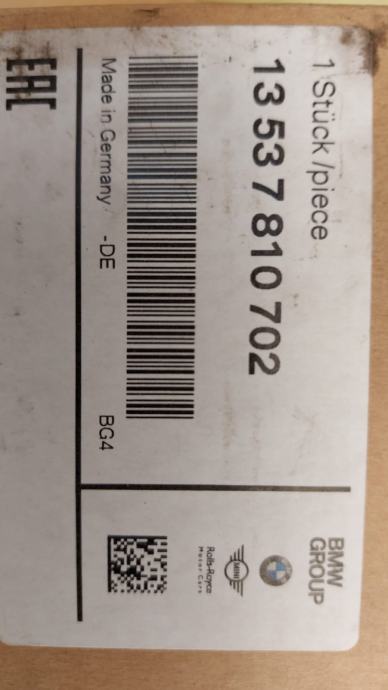 1 Stück /piece
13 53 7 810 702
Made in Germany -DE BG4
EAC
BMW
GROUP
MINI
Rolls-Royce
Motor Cars